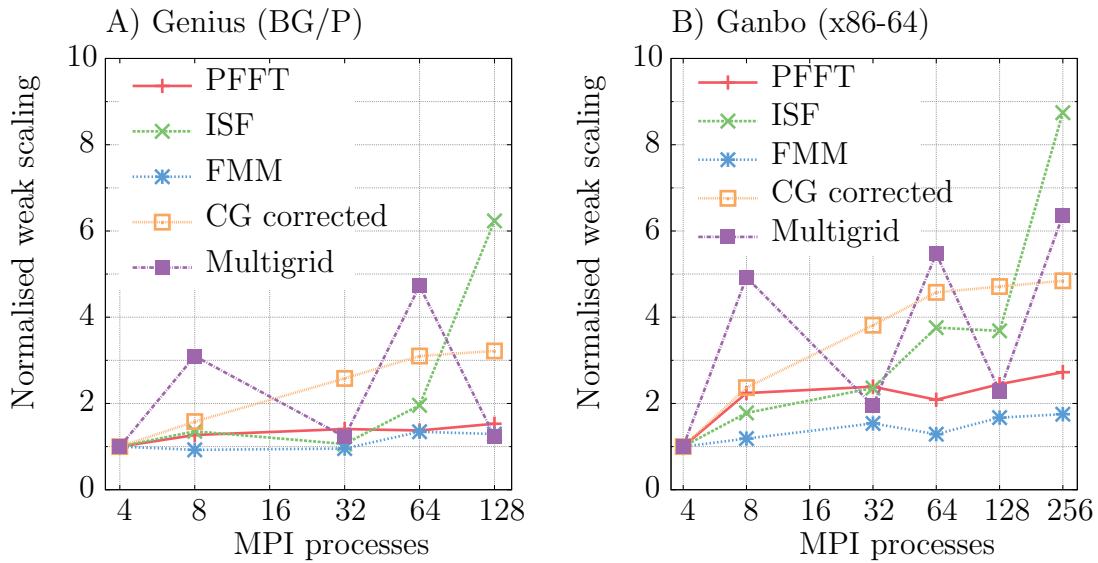 A) Genius (BG/P)
Normalised weak scaling
10
8
6
4
2
0
PFFT
ISF
FMM
CG corrected
Multigrid
4 8 16 32 64 128
MPI processes
B) Ganbo (x86-64)
Normalised weak scaling
10
8
6
4
2
0
PFFT
ISF
FMM
CG corrected
Multigrid
4 8 16 32 64 128 256
MPI processes